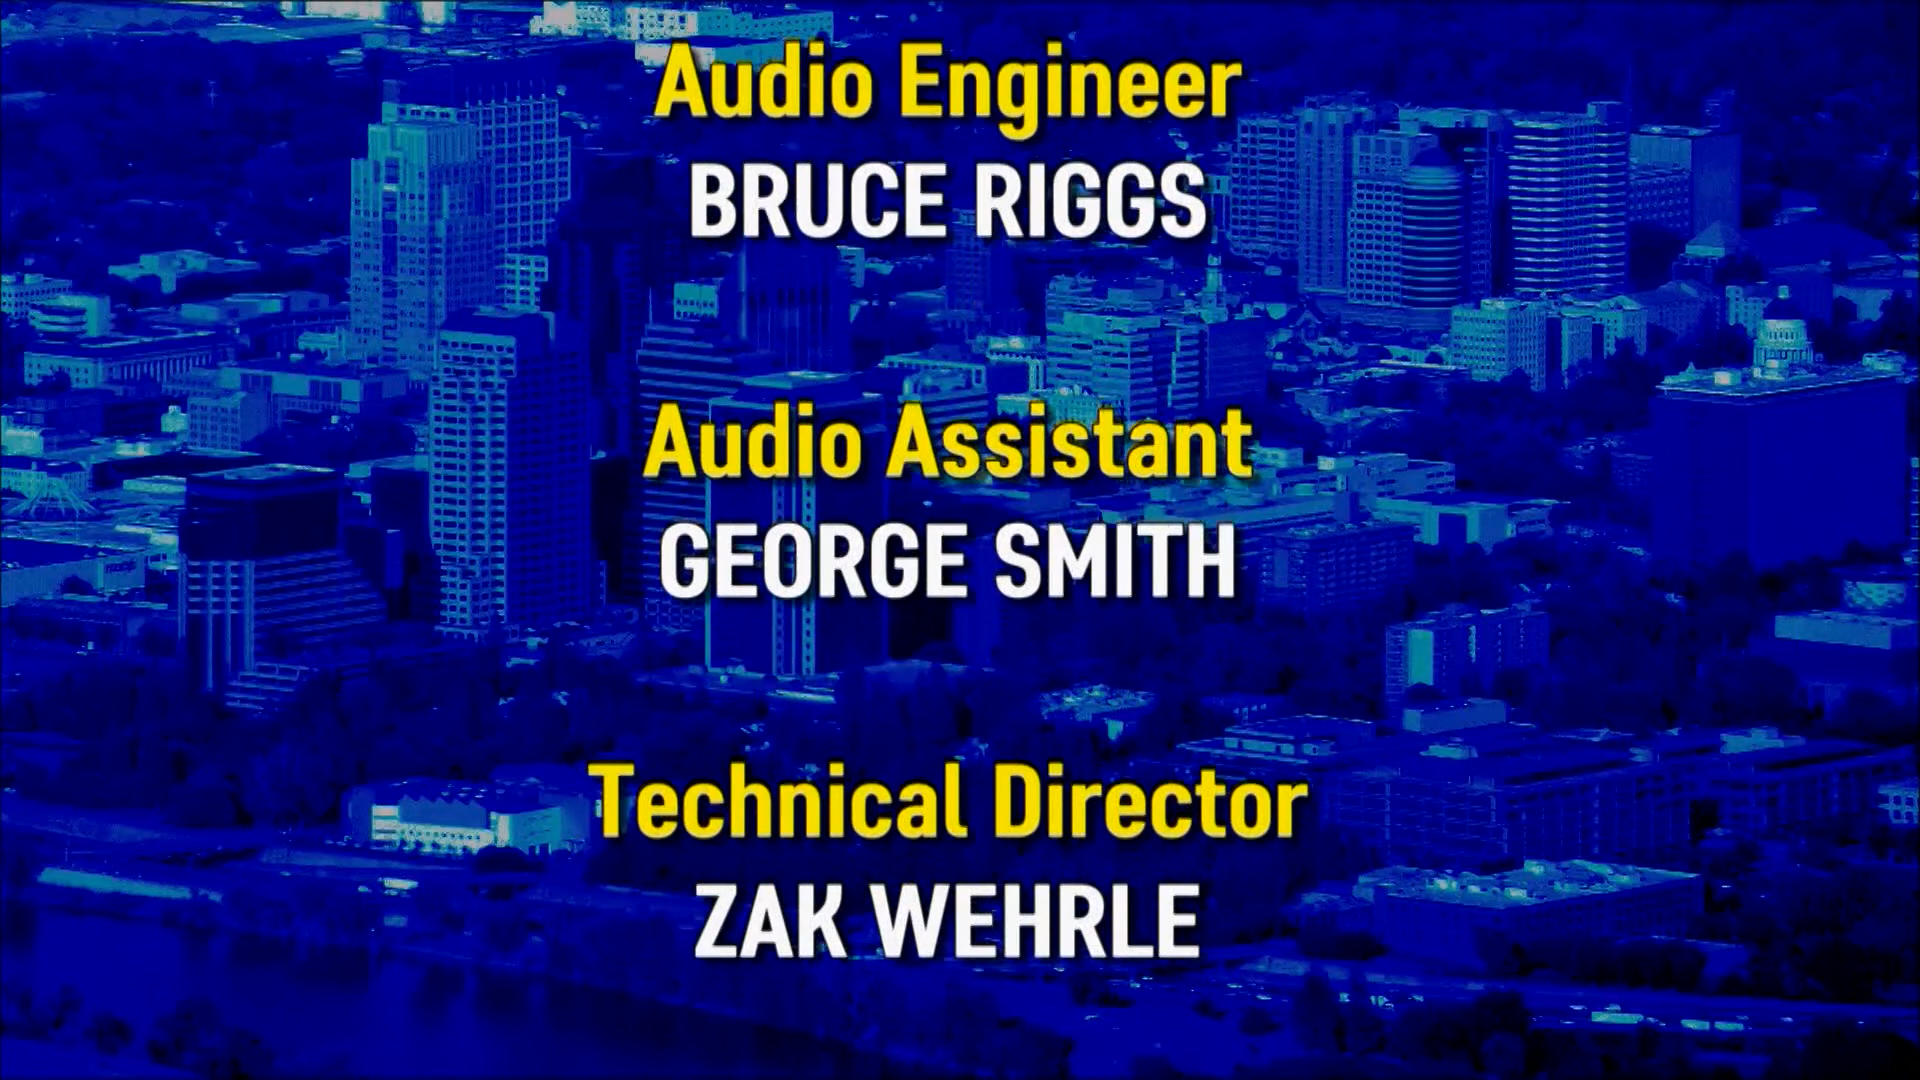 Audio Engineer
BRUCE RIGGS
Audio Assistant
GEORGE SMITH
Technical Director
ZAK WEHRLE